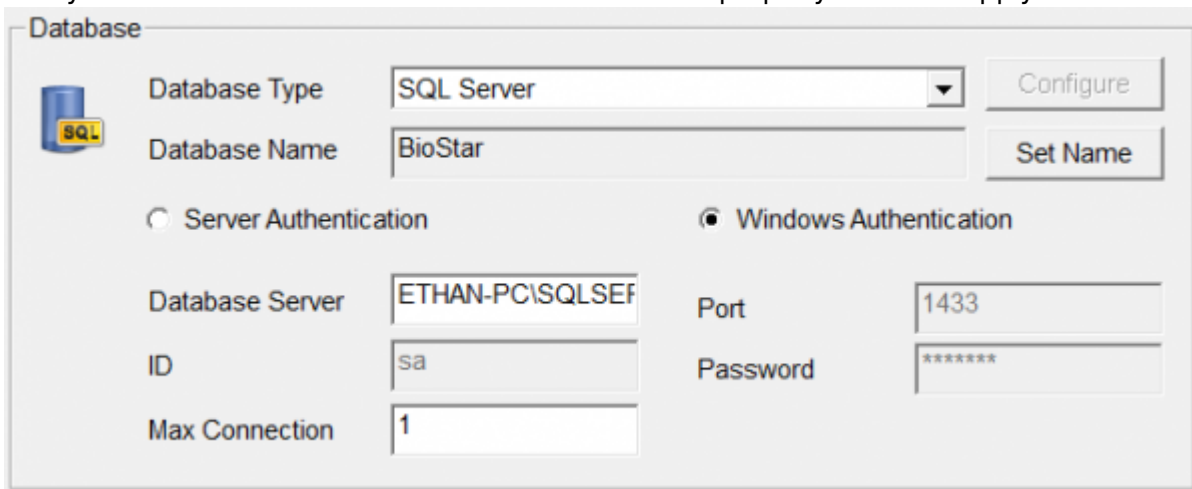 Database
Database Type SQL Server Configure
SQL
Database Name BioStar Set Name
Server Authentication Windows Authentication
Database Server ETHAN-PC\SQLSER Port 1433
ID sa Password *******
Max Connection 1